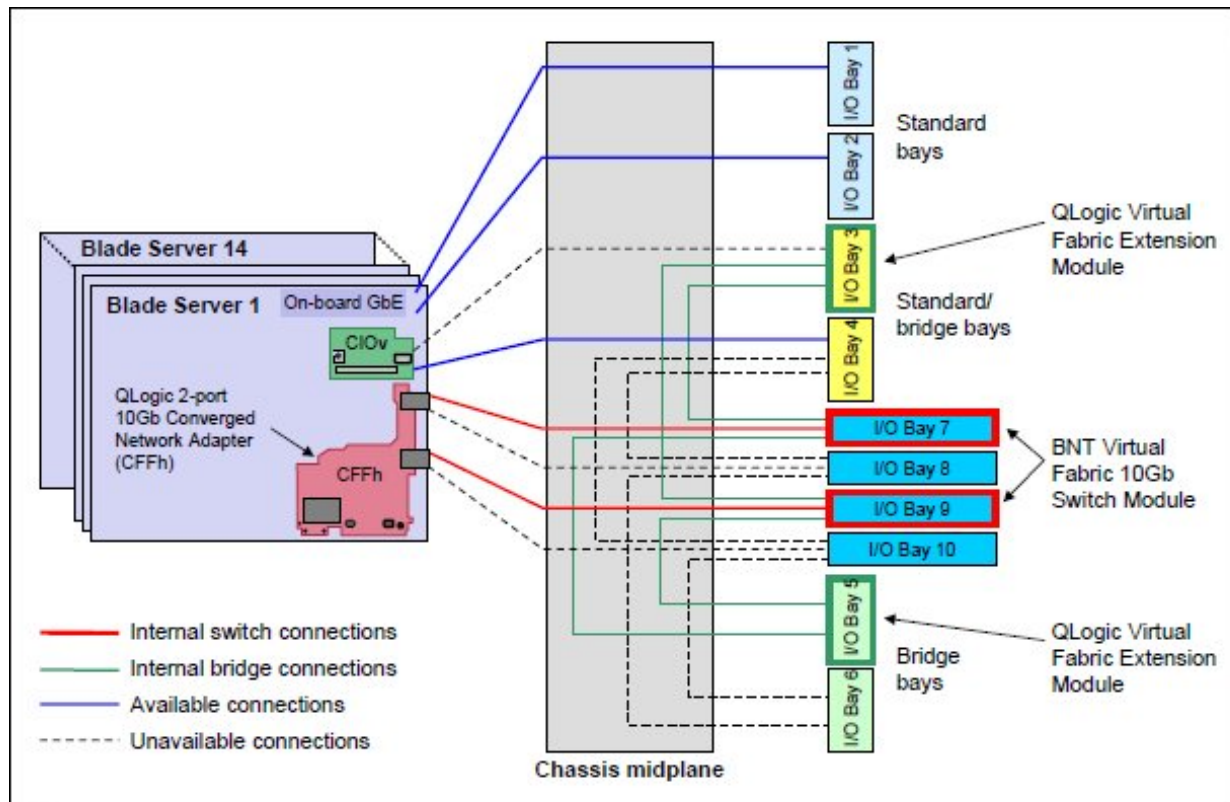 Blade Server 14
Blade Server 1
On-board GbE
CIOv
QLogic 2-port
10Gb Converged
Network Adapter
(CFFh)
CFFh
Internal switch connections
Internal bridge connections
Available connections
Unavailable connections
Chassis midplane
I/O Bay 1
I/O Bay 2
Standard
bays
I/O Bay 3
QLogic Virtual
Fabric Extension
Module
I/O Bay 4
Standard/
bridge bays
I/O Bay 7
I/O Bay 8
I/O Bay 9
I/O Bay 10
BNT Virtual
Fabric 10Gb
Switch Module
I/O Bay 5
I/O Bay 6
Bridge
bays
QLogic Virtual
Fabric Extension
Module